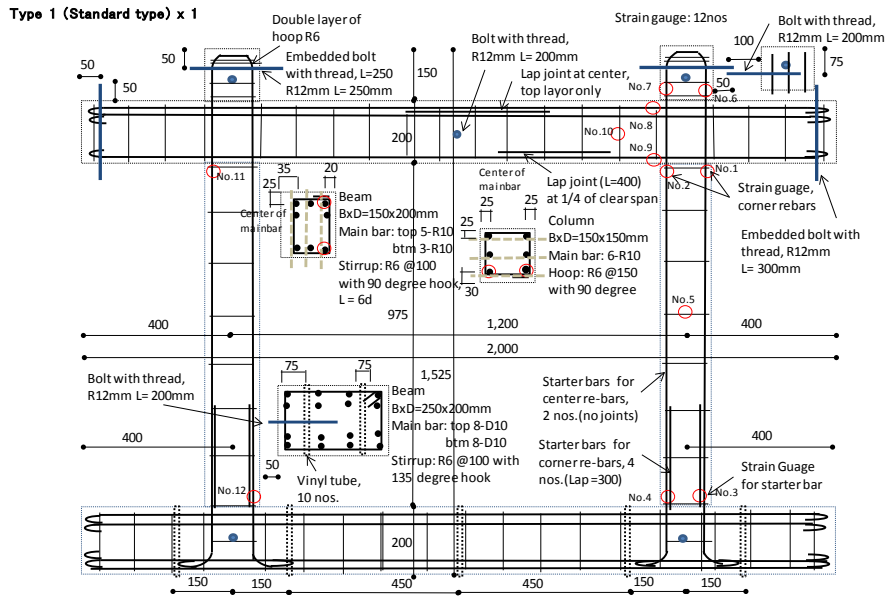 Type 1 (Standard type) x 1
Double layer of
hoop R6
Embedded bolt
with thread, L=250
R12mm L= 250mm
Bolt with thread,
R12mm L= 200mm
Lap joint at center,
top layer only
Strain gauge: 12nos
Bolt with thread,
R12mm L= 200mm
50
50
50
150
100
75
50
No.7
No.6
No.8
No.10
No.9
200
No.11
No.1
No.2
Lap joint (L=400)
at 1/4 of clear span
Strain guage,
corner rebars
Embedded bolt with
thread, R12mm
L= 300mm
35
20
25
Center of
mainbar
Beam
BxD=150x200mm
Main bar: top 5-R10
btm 3-R10
Stirrup: R6 @100
with 90 degree hook,
L = 6d
Center of
mainbar
25
25
25
30
Column
BxD=150x150mm
Main bar: 6-R10
Hoop: R6 @150
with 90 degree
975
No.5
400
1,200
400
2,000
1,525
Bolt with thread,
R12mm L= 200mm
75
75
Beam
BxD=250x200mm
Main bar: top 8-D10
btm 8-D10
Stirrup: R6 @100 with
135 degree hook
Vinyl tube,
10 nos.
Starter bars for
center re-bars,
2 nos.(no joints)
Starter bars for
corner re-bars, 4
nos.(Lap =300)
Strain Guage
for starter bar
400
400
50
No.12
No.4
No.3
200
150
150
450
450
150
150